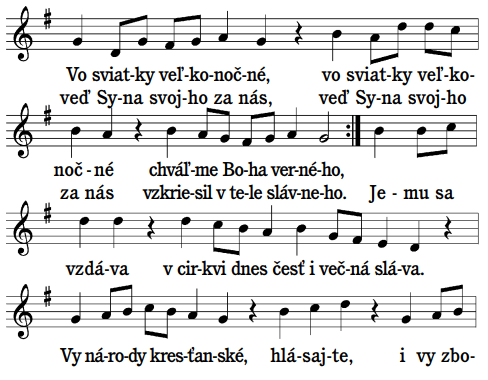 Vo sviat-ky veľ-ko-noč-né, vo sviat-ky veľ-ko-
veď Sy-na svoj-ho za nás, veď Sy-na svoj-ho
noč-né chváľ-me Bo-ha ver-né-ho,
za nás vzkrie-sil v te-le sláv-ne-ho. Je-mu sa
vzdá-va v cir-kvi dnes česť i več-ná slá-va.
Vy ná-ro-dy kres-ťan-ské, hlá-saj-te, i vy zbo-